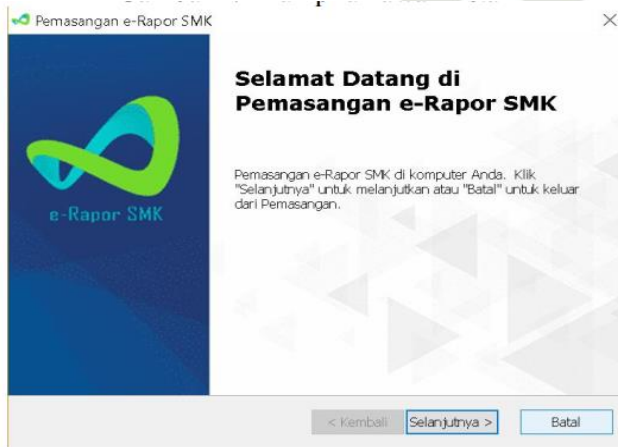 Pemasangan e-Rapor SMK
Selamat Datang di
Pemasangan e-Rapor SMK
Pemasangan e-Rapor SMK di komputer Anda. Klik
"Selanjutnya" untuk melanjutkan atau "Batal" untuk keluar
dari Pemasangan.
e-Rapor SMK
< Kembali Selanjutnya > Batal